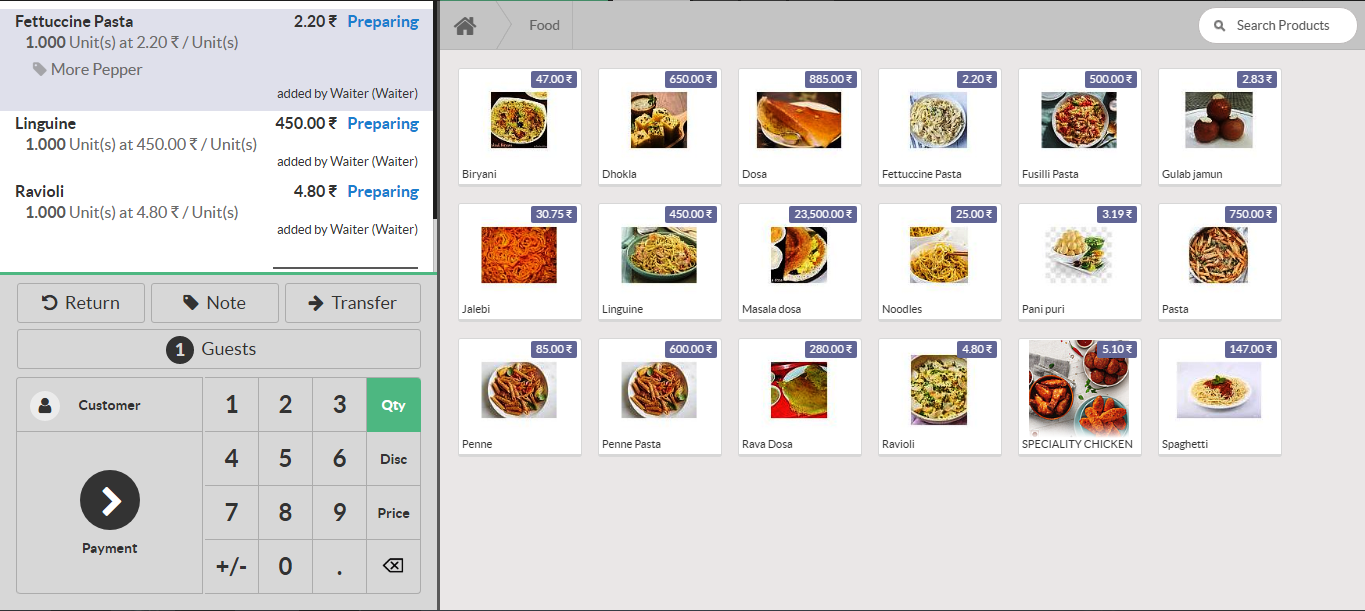 Fettuccine Pasta 2.20 ₹ Preparing
1.000 Unit(s) at 2.20 ₹ / Unit(s)
More Pepper
added by Waiter (Waiter)
Linguine 450.00 ₹ Preparing
1.000 Unit(s) at 450.00 ₹ / Unit(s)
added by Waiter (Waiter)
Ravioli 4.80 ₹ Preparing
1.000 Unit(s) at 4.80 ₹ / Unit(s)
added by Waiter (Waiter)
Return Note Transfer
1 Guests
Customer 1 2 3 Qty
4 5 6 Disc
7 8 9 Price
Payment
+/- 0 .
Food Search Products
47.00 ₹ 650.00 ₹ 885.00 ₹ 2.20 ₹ 500.00 ₹ 2.83 ₹
Biryani Dhokla Dosa Fettuccine Pasta Fusilli Pasta Gulab jamun
30.75 ₹ 450.00 ₹ 23,500.00 ₹ 25.00 ₹ 3.19 ₹ 750.00 ₹
Jalebi Linguine Masala dosa Noodles Pani puri Pasta
85.00 ₹ 600.00 ₹ 280.00 ₹ 4.80 ₹ 5.10 ₹ 147.00 ₹
Penne Penne Pasta Rava Dosa Ravioli SPECIALITY CHICKEN Spaghetti